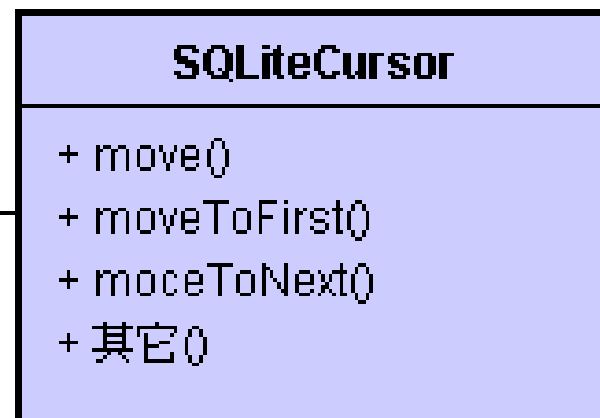 SQLiteCursor
+ move()
+ moveToFirst()
+ moceToNext()
+ 其它()